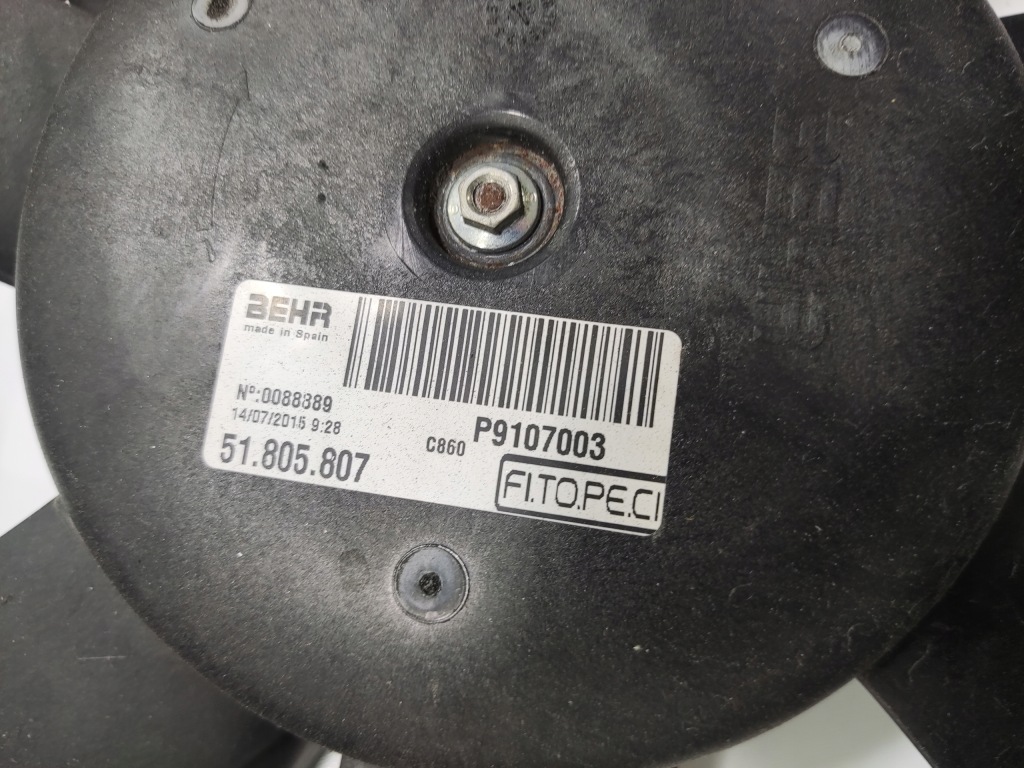 BEHR
made in Spain
Nº:0088889
14/07/2015 9:28
C860
P9107003
51.805.807
FI.TO.PE.CI